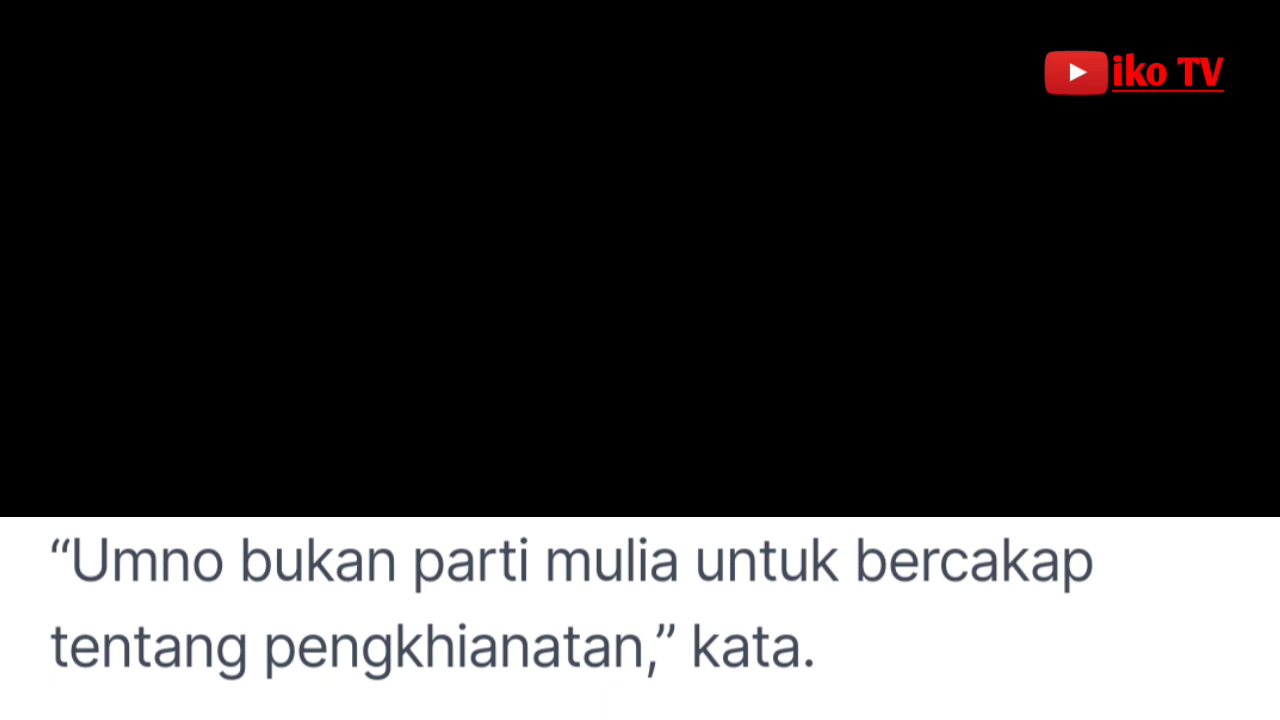 iko TV
“Umno bukan parti mulia untuk bercakap
tentang pengkhianatan,” kata.